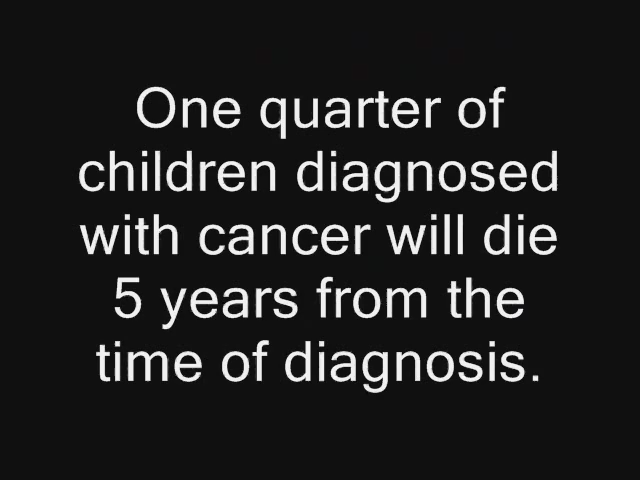 One quarter of
children diagnosed
with cancer will die
5 years from the
time of diagnosis.